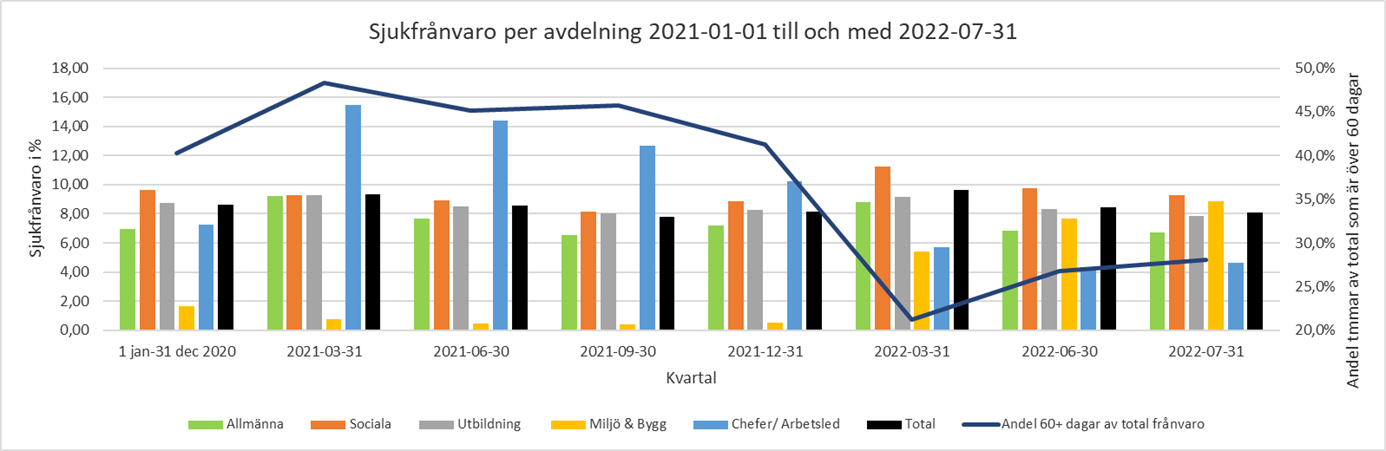 Sjukfrånvaro per avdelning 2021-01-01 till och med 2022-07-31
Sjukfrånvaro i %
18,00
16,00
14,00
12,00
10,00
8,00
6,00
4,00
2,00
0,00
50,0%
45,0%
40,0%
35,0%
30,0%
25,0%
20,0%
Andel tmmar av total som är över 60 dagar
1 jan-31 dec 2020 2021-03-31 2021-06-30 2021-09-30 2021-12-31 2022-03-31 2022-06-30 2022-07-31
Kvartal
Allmänna Sociala Utbildning Miljö & Bygg Chefer/ Arbetsled Total Andel 60+ dagar av total frånvaro